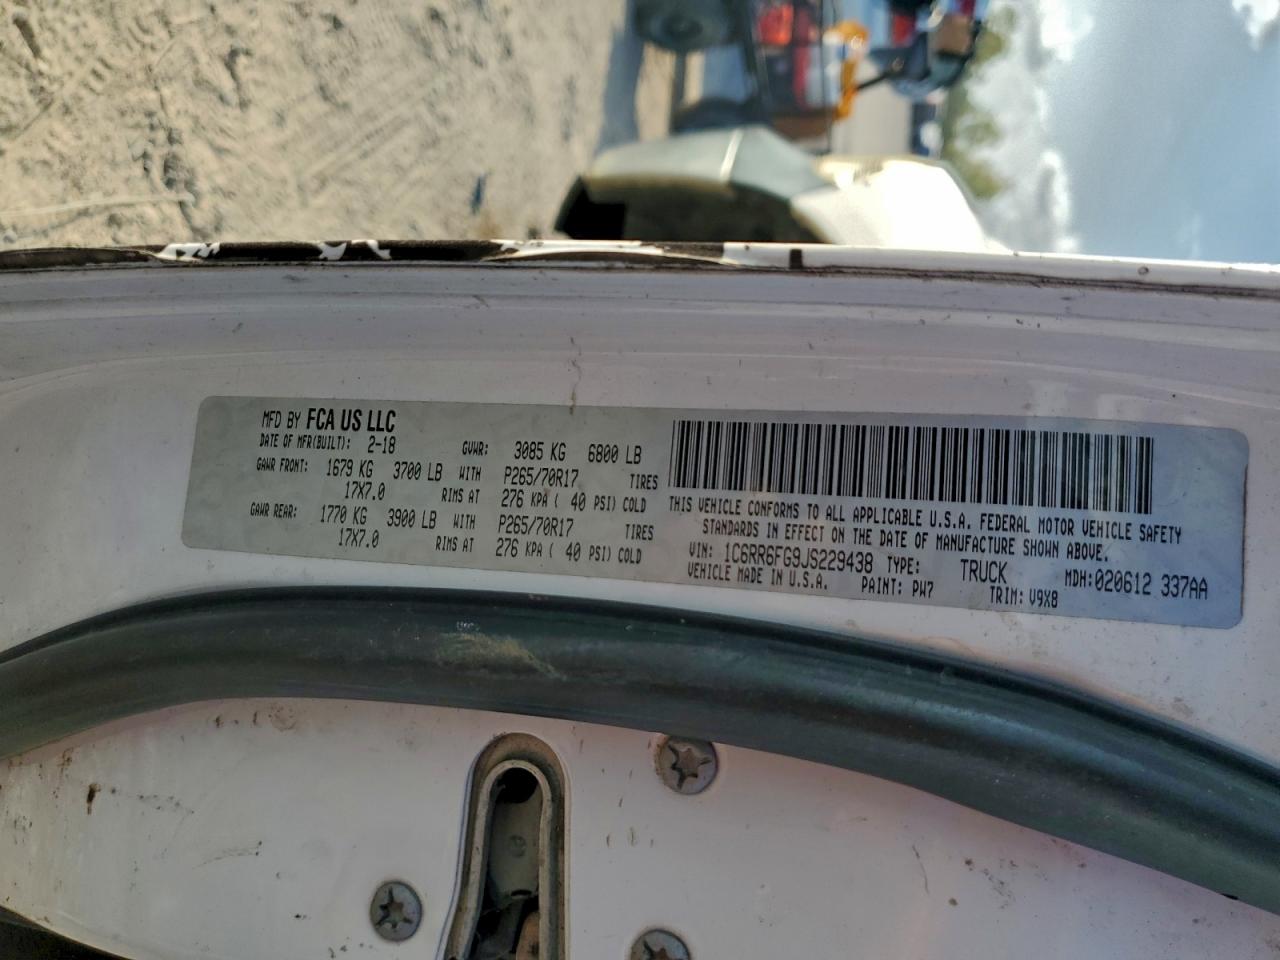 MFD BY FCA US LLC
DATE OF MFR(BUILT): 2-18 GVWR: 3085 KG 6800 LB
GAWR FRONT: 1679 KG 3700 LB WITH P265/70R17 TIRES
17X7.0 RIMS AT 276 KPA ( 40 PSI) COLD
GAWR REAR: 1770 KG 3900 LB WITH P265/70R17 TIRES
17X7.0 RIMS AT 276 KPA ( 40 PSI) COLD
THIS VEHICLE CONFORMS TO ALL APPLICABLE U.S.A. FEDERAL MOTOR VEHICLE SAFETY
STANDARDS IN EFFECT ON THE DATE OF MANUFACTURE SHOWN ABOVE.
VIN: 1C6RR6FG9JS229438 TYPE: TRUCK MDH:020612 337AA
VEHICLE MADE IN U.S.A. PAINT: PW7 TRIM: V9X8